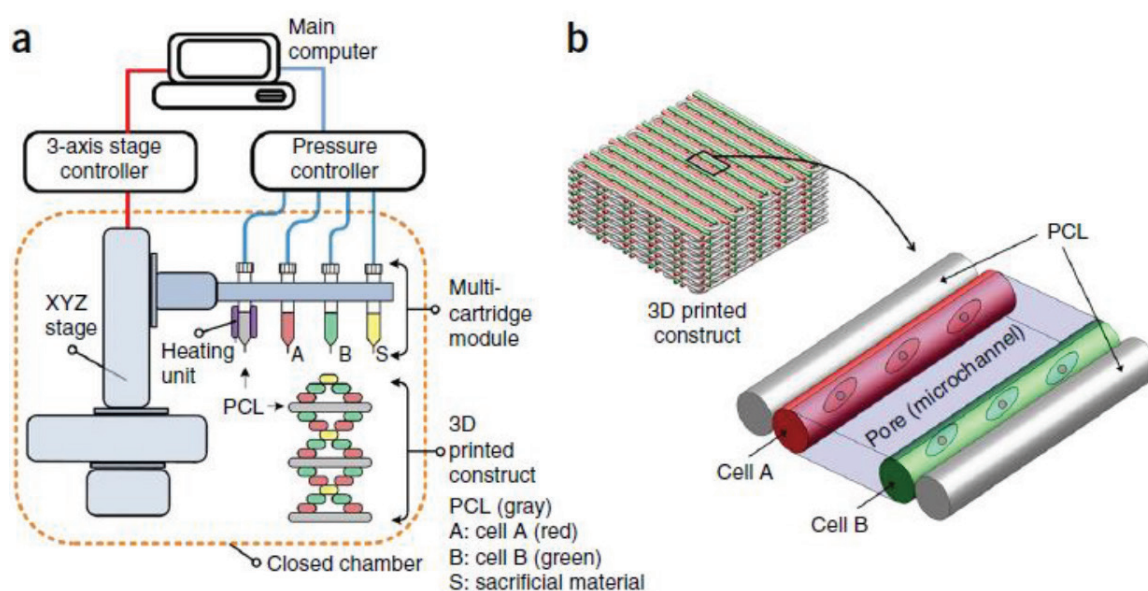 a
Main
computer
3-axis stage
controller
Pressure
controller
XYZ
stage
Heating
unit
A
B
S
Multi-
cartridge
module
PCL
3D
printed
construct
PCL (gray)
A: cell A (red)
B: cell B (green)
S: sacrificial material
Closed chamber
b
3D printed
construct
PCL
Pore (microchannel)
Cell A
Cell B